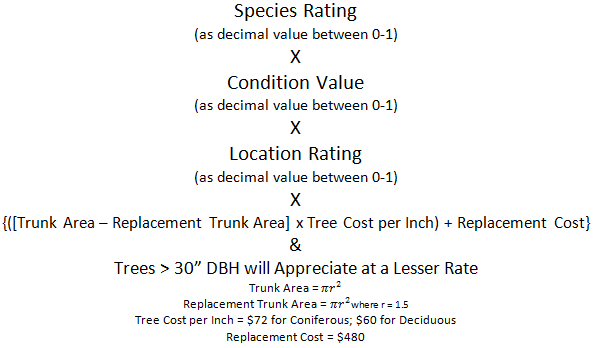 Species Rating
(as decimal value between 0-1)
X
Condition Value
(as decimal value between 0-1)
X
Location Rating
(as decimal value between 0-1)
X
{([Trunk Area – Replacement Trunk Area] x Tree Cost per Inch) + Replacement Cost}
&
Trees > 30” DBH will Appreciate at a Lesser Rate
Trunk Area = 𝜋𝑟²
Replacement Trunk Area = 𝜋𝑟² where r = 1.5
Tree Cost per Inch = $72 for Coniferous; $60 for Deciduous
Replacement Cost = $480